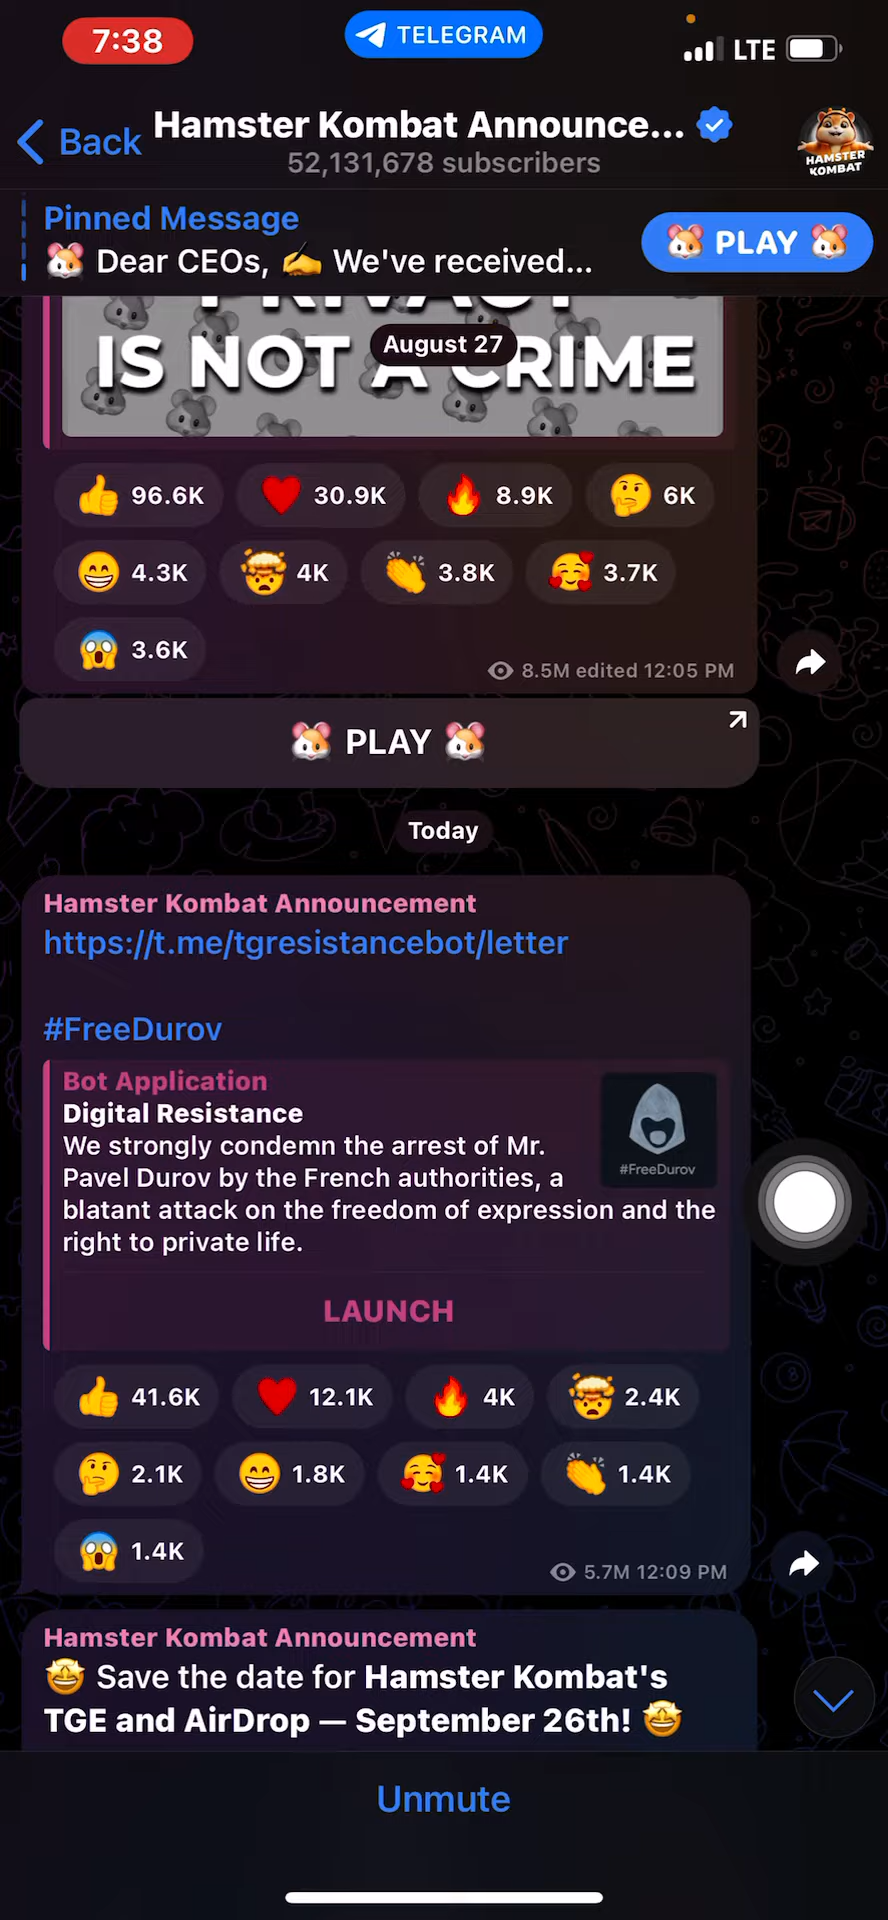 7:38
TELEGRAM
LTE
Back
Hamster Kombat Announce...
52,131,678 subscribers
HAMSTER
KOMBAT
Pinned Message
🐹 Dear CEOs, ✍️ We've received...
🐹 PLAY 🐹
PRIVACY
IS NOT A CRIME
August 27
👍 96.6K ❤️ 30.9K 🔥 8.9K 🤔 6K
😁 4.3K 🤯 4K 👏 3.8K 🥰 3.7K
😱 3.6K
8.5M edited 12:05 PM
🐹 PLAY 🐹
Today
Hamster Kombat Announcement
https://t.me/tgresistancebot/letter
#FreeDurov
Bot Application
Digital Resistance
We strongly condemn the arrest of Mr.
Pavel Durov by the French authorities, a
blatant attack on the freedom of expression and the
right to private life.
#FreeDurov
LAUNCH
👍 41.6K ❤️ 12.1K 🔥 4K 🤯 2.4K
🤔 2.1K 😁 1.8K 🥰 1.4K 👏 1.4K
😱 1.4K
5.7M 12:09 PM
Hamster Kombat Announcement
🤩 Save the date for Hamster Kombat's
TGE and AirDrop — September 26th! 🤩
Unmute